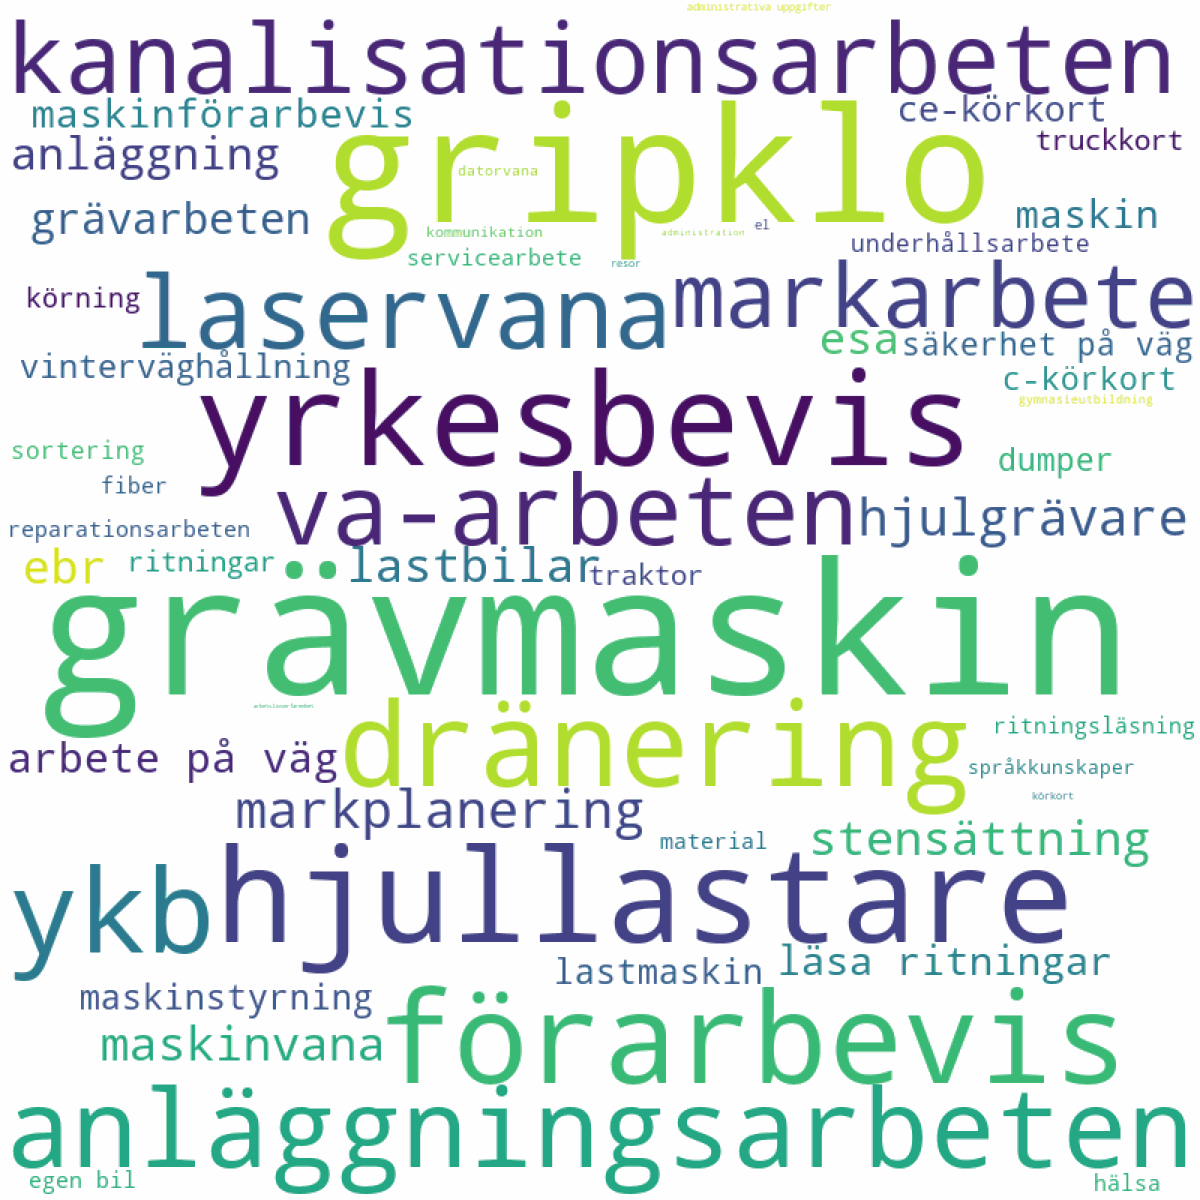 administrativa uppgifter
kanalisationsarbeten
maskinförarbevis
ce-körkort
gripklo
truckkort
anläggning
datorvana
grävarbeten
maskin
kommunikation
administration
el
underhållsarbete
servicearbete
resor
körning
laservana
markarbete
esa
säkerhet på väg
vinterväghållning
c-körkort
gymnasieutbildning
yrkesbevis
sortering
dumper
fiber
va-arbeten
hjulgrävare
reparationsarbeten
ebr
ritningar
lastbilar
traktor
grävmaskin
dränering
ritningsläsning
arbete på väg
språkkunskaper
körkort
markplanering
material
stensättning
ykb
hjullastare
lastmaskin
läsa ritningar
maskinstyrning
förarbevis
maskinvana
anläggningsarbeten
egen bil
hälsa